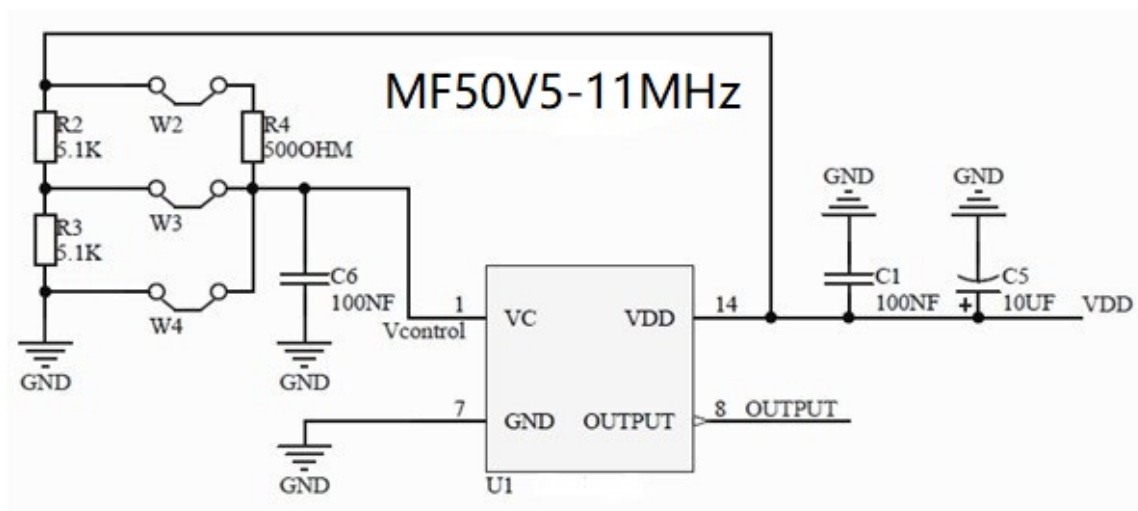 MF50V5-11MHz
R2
5.1K
W2
R4
500OHM
GND
GND
W3
R3
5.1K
C6
100NF
C1
100NF
C5
10UF
+
VDD
W4
1
VC
VDD
14
Vcontrol
GND
GND
7
GND
OUTPUT
8
OUTPUT
GND
U1